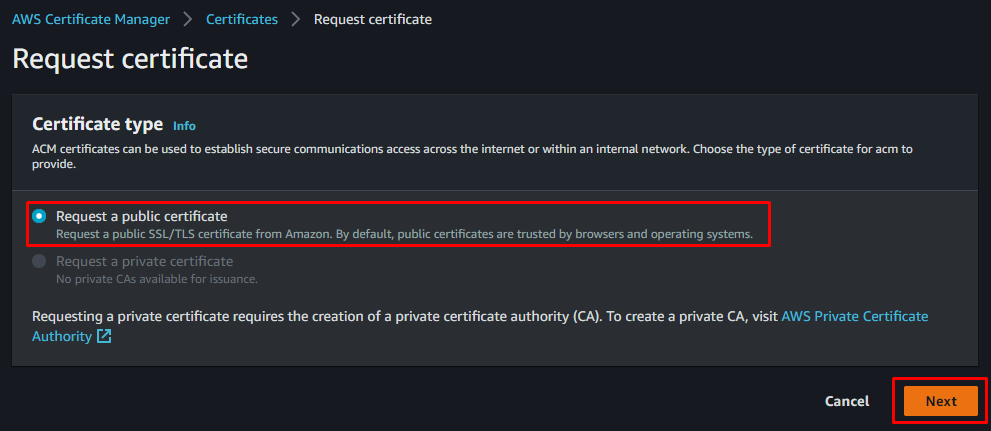 AWS Certificate Manager > Certificates > Request certificate
Request certificate
Certificate type Info
ACM certificates can be used to establish secure communications access across the internet or within an internal network. Choose the type of certificate for acm to
provide.
Request a public certificate
Request a public SSL/TLS certificate from Amazon. By default, public certificates are trusted by browsers and operating systems.
Request a private certificate
No private CAs available for issuance.
Requesting a private certificate requires the creation of a private certificate authority (CA). To create a private CA, visit AWS Private Certificate
Authority
Cancel Next